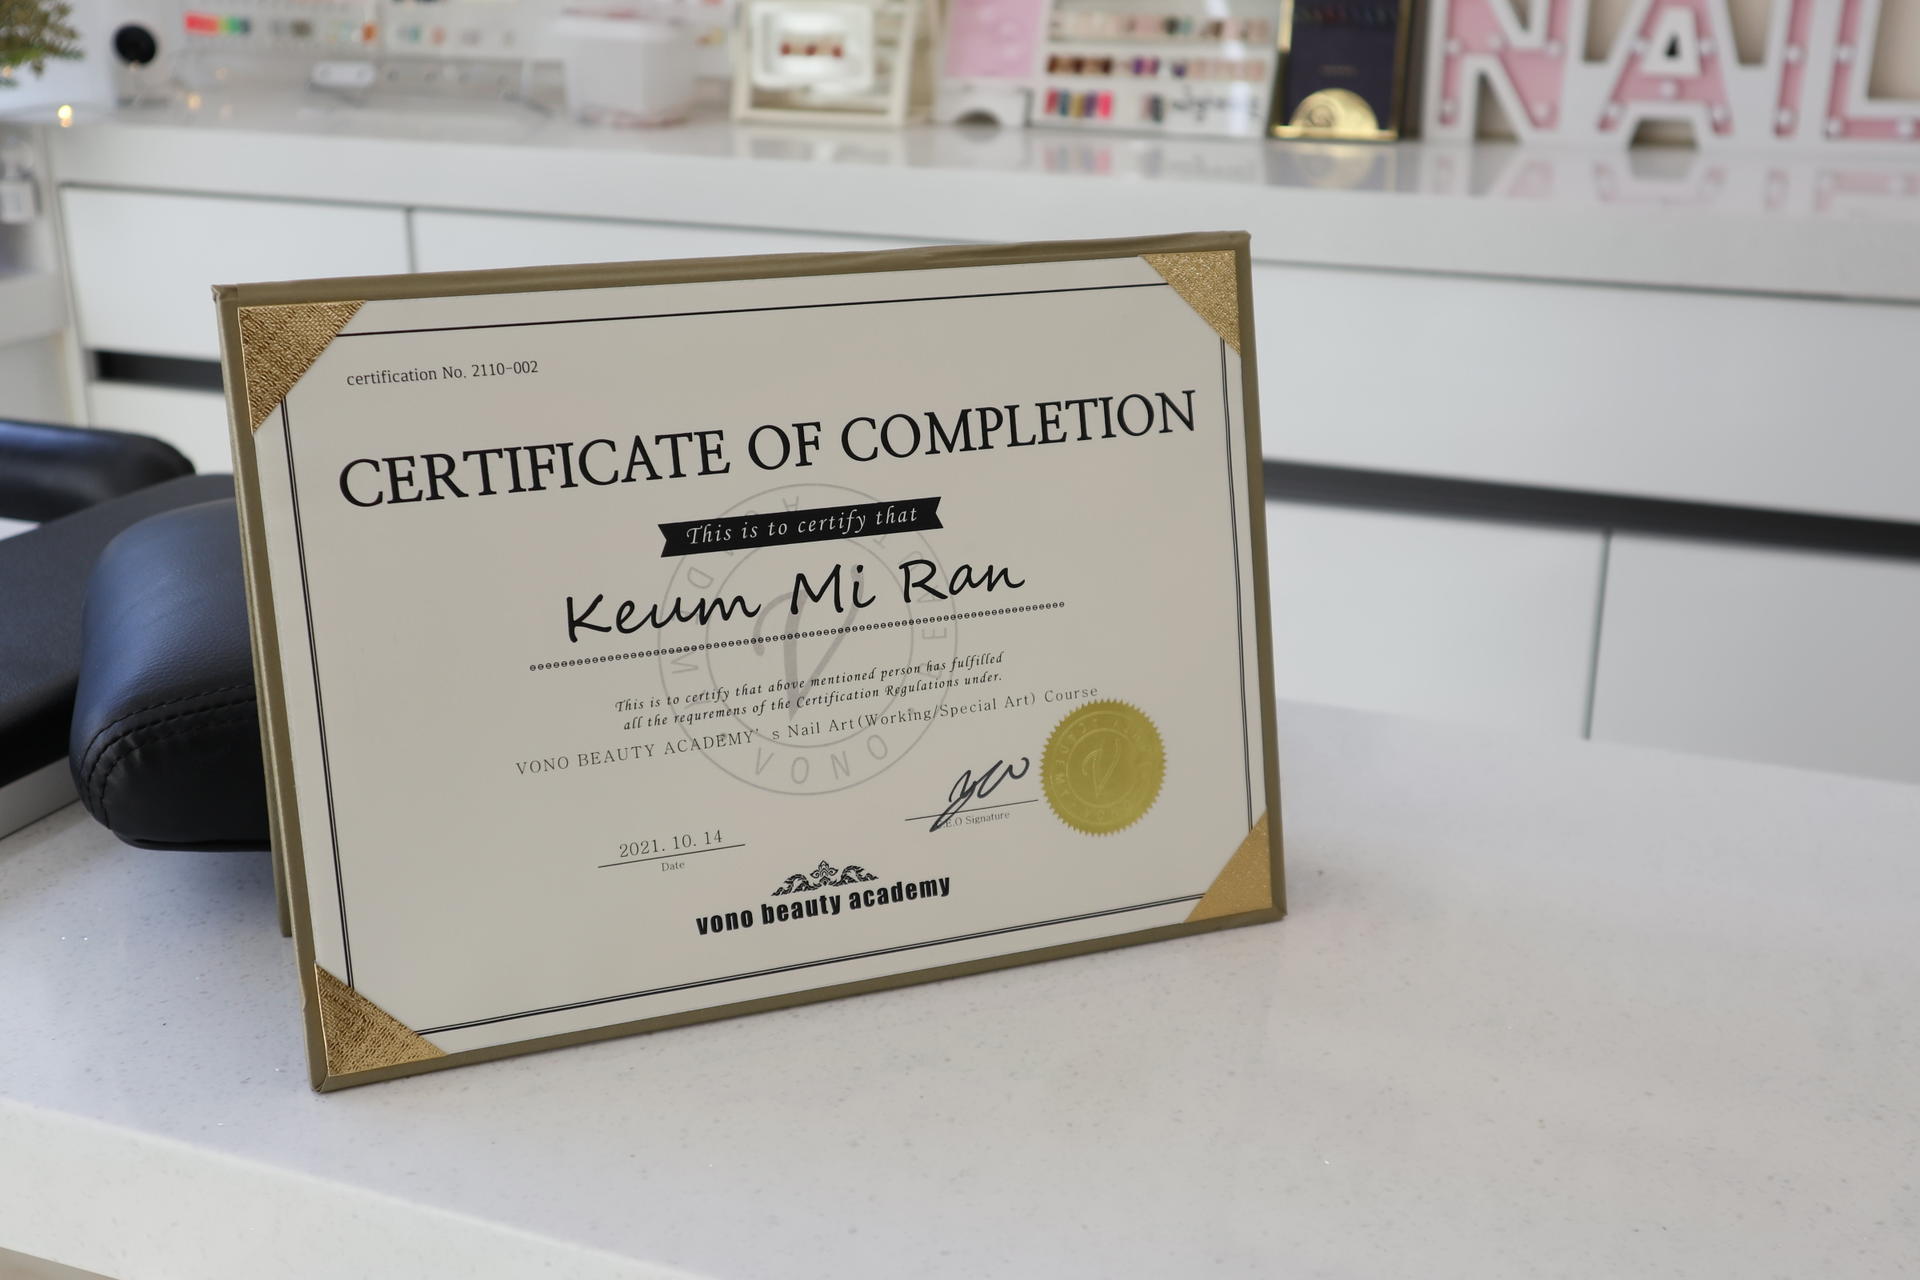 NAIL
certification No. 2110-002
CERTIFICATE OF COMPLETION
This is to certify that
Keum Mi Ran
This is to certify that above mentioned person has fulfilled
all the requremens of the Certification Regulations under.
VONO BEAUTY ACADEMY's Nail Art(Working/Special Art) Course
VONO
2021. 10. 14
Date
C.E.O Signature
vono beauty academy